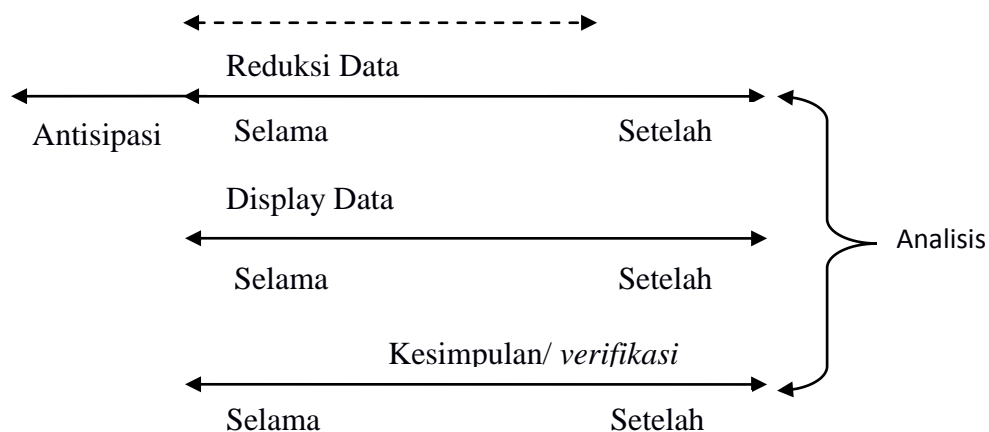 Reduksi Data
Antisipasi
Selama
Setelah
Display Data
Selama
Setelah
Analisis
Kesimpulan/ verifikasi
Selama
Setelah